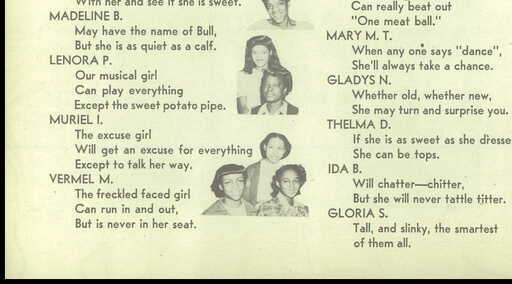 With her and see if she is sweet.
MADELINE B.
May have the name of Bull,
But she is as quiet as a calf.
LENORA P.
Our musical girl
Can play everything
Except the sweet potato pipe.
MURIEL I.
The excuse girl
Will get an excuse for everything
Except to talk her way.
VERMEL M.
The freckled faced girl
Can run in and out,
But is never in her seat.
Can really beat out
"One meat ball."
MARY M. T.
When any one says "dance",
She'll always take a chance.
GLADYS N.
Whether old, whether new,
She may turn and surprise you.
THELMA D.
If she is as sweet as she dresse
She can be tops.
IDA B.
Will chatter—chitter,
But she will never tattle titter.
GLORIA S.
Tall, and slinky, the smartest
of them all.